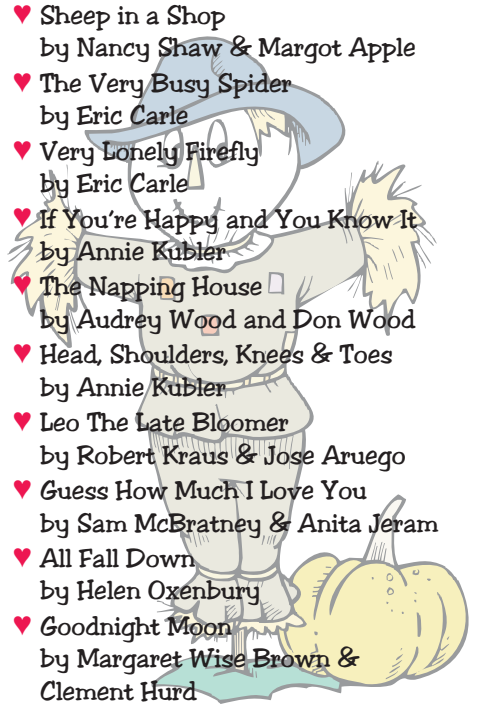 ♥ Sheep in a Shop
by Nancy Shaw & Margot Apple
♥ The Very Busy Spider
by Eric Carle
♥ Very Lonely Firefly
by Eric Carle
♥ If You're Happy and You Know It
by Annie Kubler
♥ The Napping House
by Audrey Wood and Don Wood
♥ Head, Shoulders, Knees & Toes
by Annie Kubler
♥ Leo The Late Bloomer
by Robert Kraus & Jose Aruego
♥ Guess How Much I Love You
by Sam McBratney & Anita Jeram
♥ All Fall Down
by Helen Oxenbury
♥ Goodnight Moon
by Margaret Wise Brown &
Clement Hurd